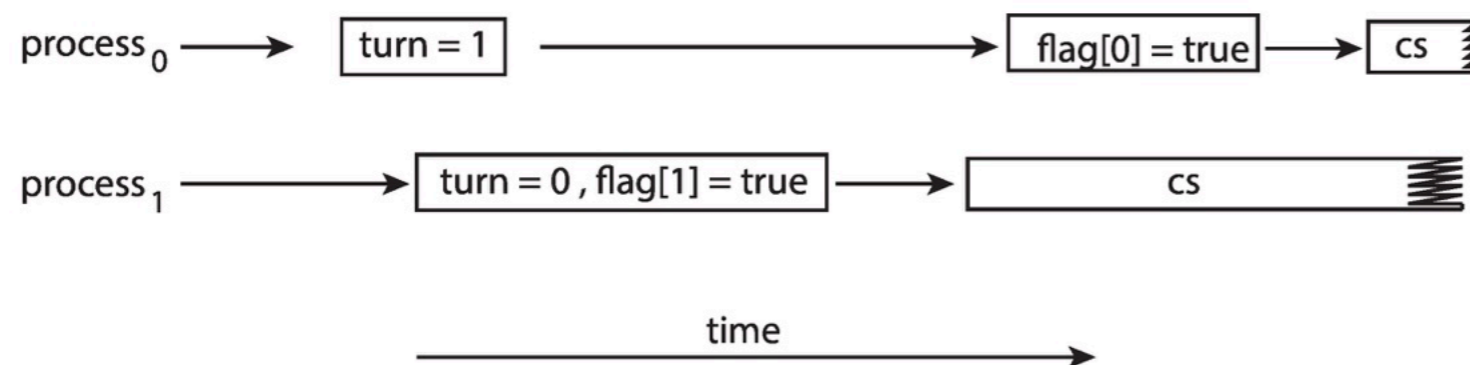 process0 turn = 1 flag[0] = true cs
process1 turn = 0 , flag[1] = true cs
time